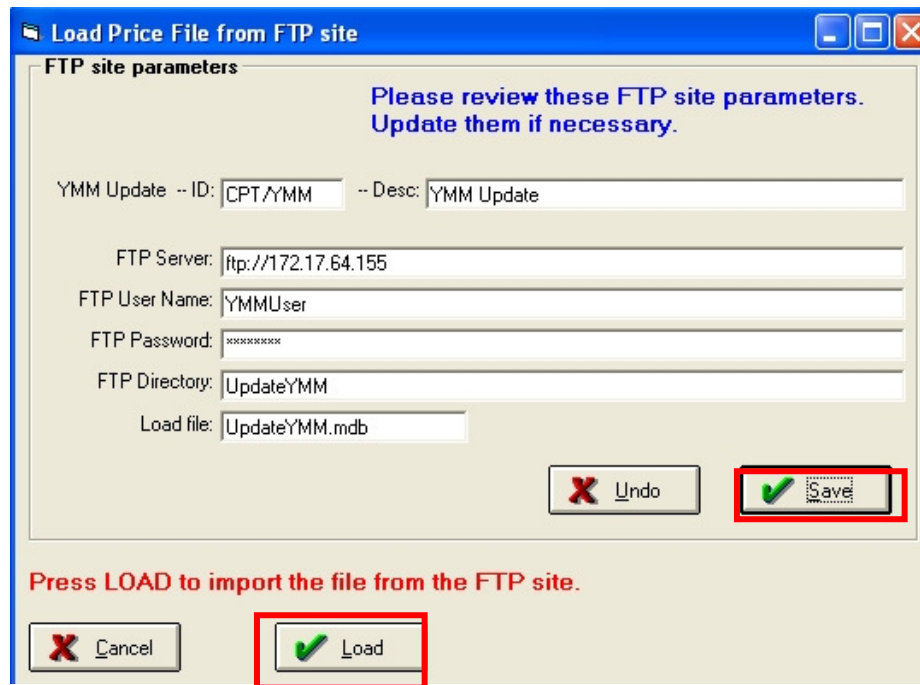 Load Price File from FTP site
FTP site parameters
Please review these FTP site parameters.
Update them if necessary.
YMM Update -- ID: CPT/YMM -- Desc: YMM Update
FTP Server: ftp://172.17.64.155
FTP User Name: YMMUser
FTP Password: ********
FTP Directory: UpdateYMM
Load file: UpdateYMM.mdb
Undo Save
Press LOAD to import the file from the FTP site.
Cancel Load